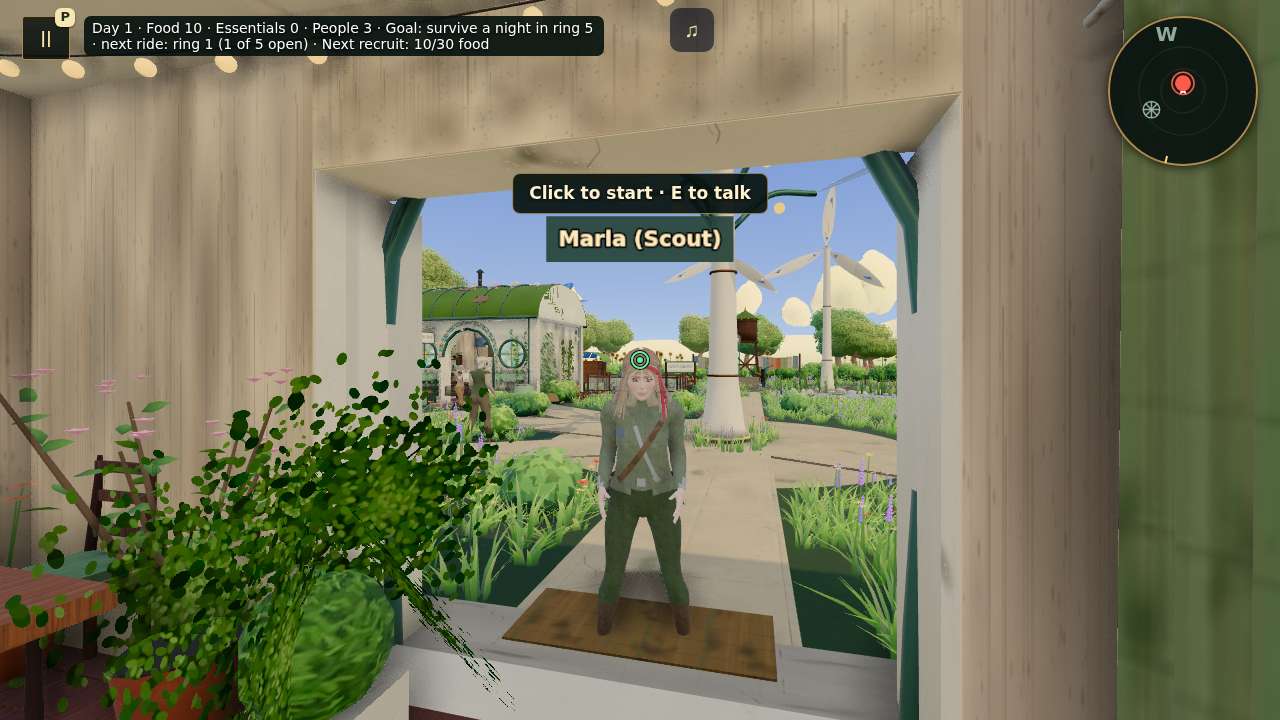 P
Day 1 · Food 10 · Essentials 0 · People 3 · Goal: survive a night in ring 5
· next ride: ring 1 (1 of 5 open) · Next recruit: 10/30 food
W
Click to start · E to talk
Marla (Scout)